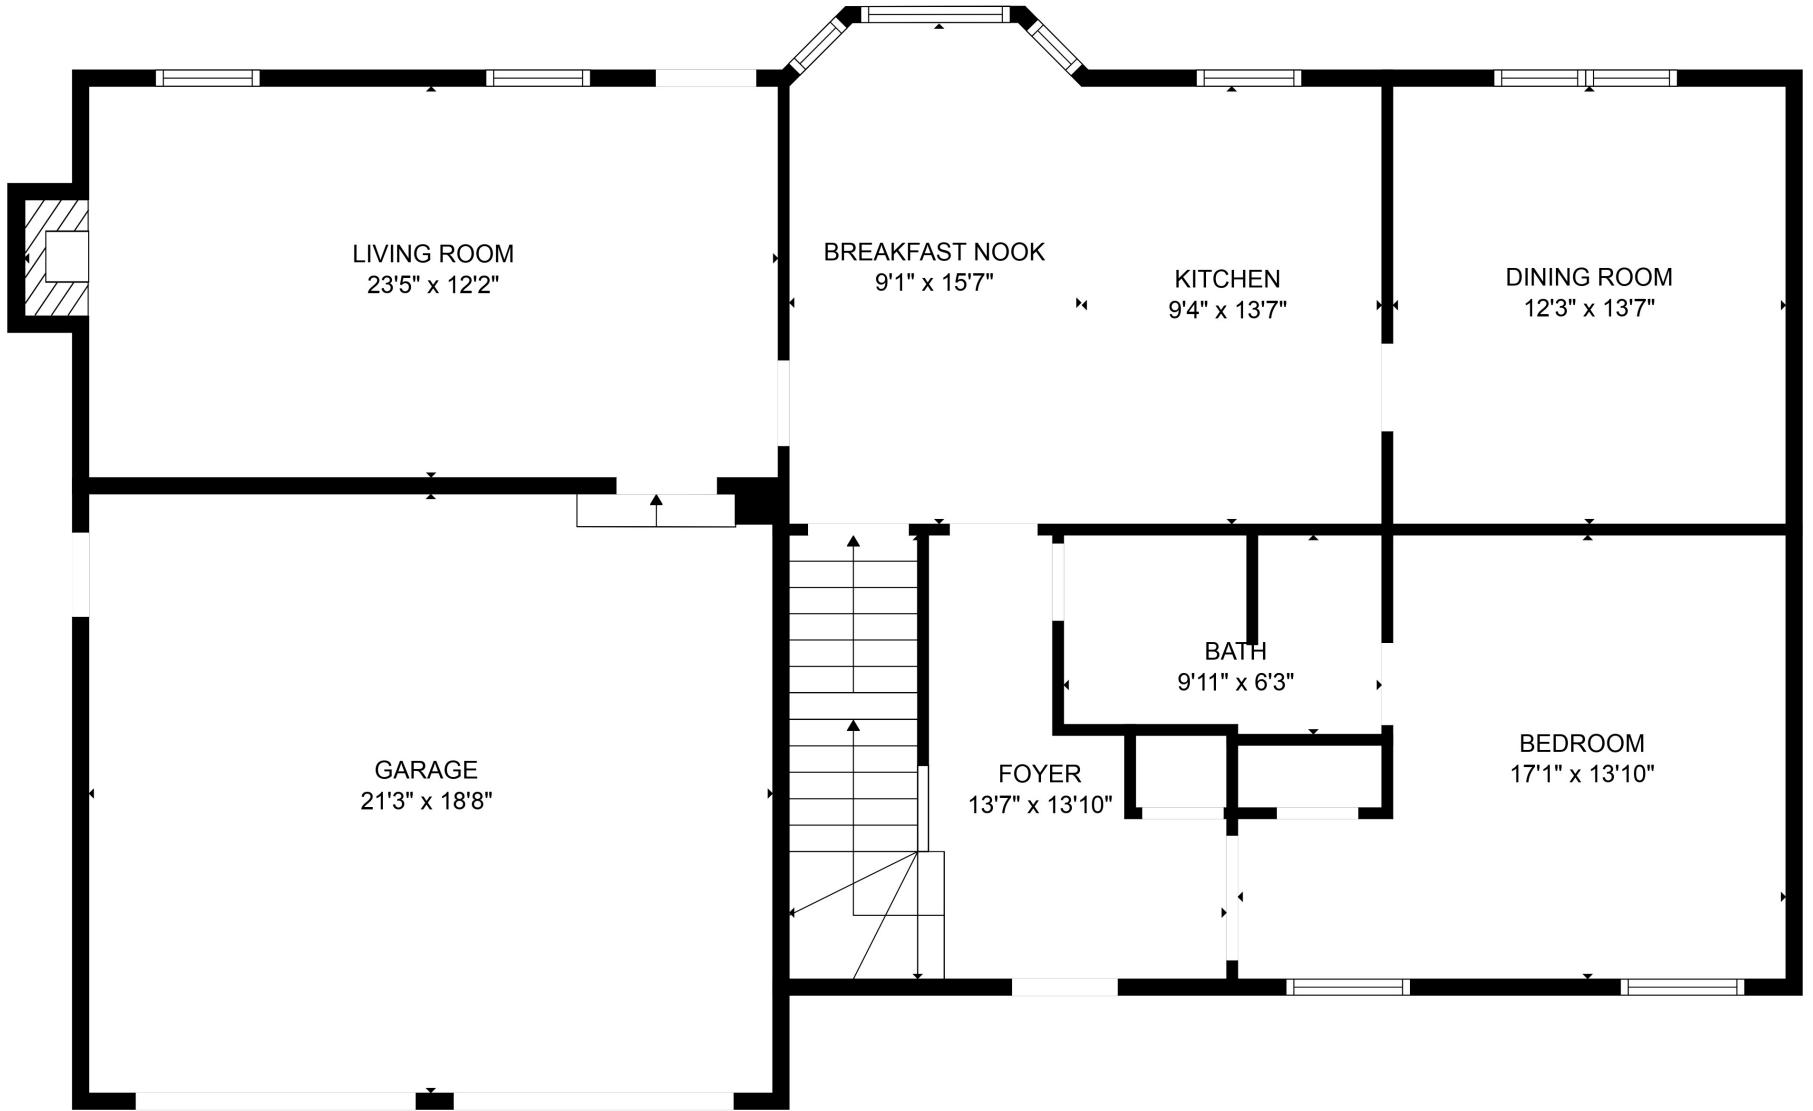 LIVING ROOM
23'5" x 12'2"
BREAKFAST NOOK
9'1" x 15'7"
KITCHEN
9'4" x 13'7"
DINING ROOM
12'3" x 13'7"
BATH
9'11" x 6'3"
BEDROOM
17'1" x 13'10"
GARAGE
21'3" x 18'8"
FOYER
13'7" x 13'10"